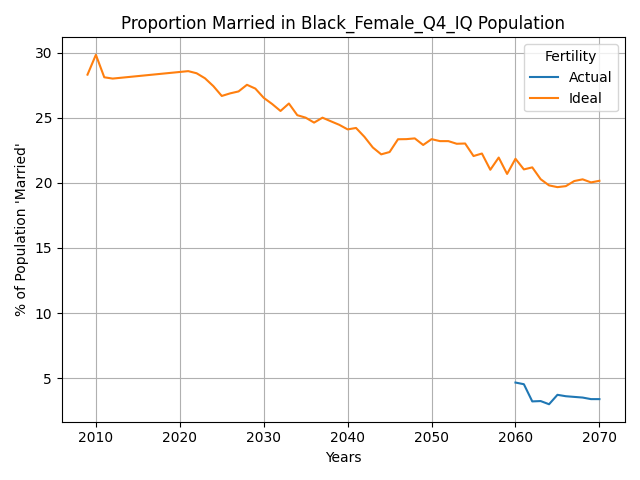 Proportion Married in Black_Female_Q4_IQ Population
Fertility
Actual
Ideal
% of Population 'Married'
30
25
20
15
10
5
2010 2020 2030 2040 2050 2060 2070
Years